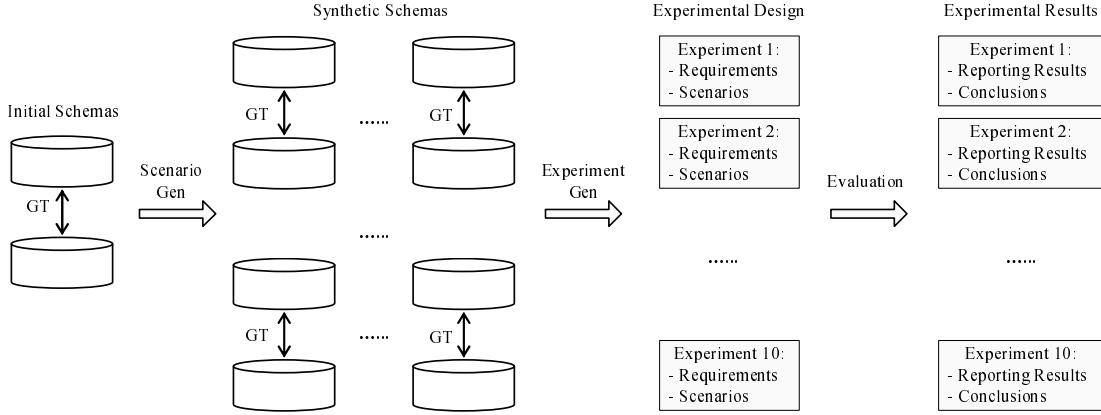 Initial Schemas
GT
Scenario
Gen
Synthetic Schemas
GT
......
GT
......
GT
......
GT
Experiment
Gen
Experimental Design
Experiment 1:
- Requirements
- Scenarios
Experiment 2:
- Requirements
- Scenarios
......
Experiment 10:
- Requirements
- Scenarios
Evaluation
Experimental Results
Experiment 1:
- Reporting Results
- Conclusions
Experiment 2:
- Reporting Results
- Conclusions
......
Experiment 10:
- Reporting Results
- Conclusions